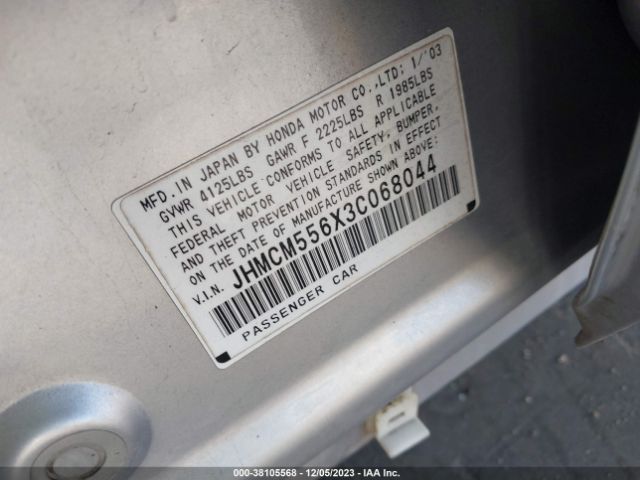 MFD.IN JAPAN BY HONDA MOTOR CO.,LTD: 1/'03
GVWR 4125LBS GAWR F 2225LBS R 1985LBS
THIS VEHICLE CONFORMS TO ALL APPLICABLE
FEDERAL MOTOR VEHICLE SAFETY, BUMPER,
AND THEFT PREVENTION STANDARDS IN EFFECT
ON THE DATE OF MANUFACTURE SHOWN ABOVE:
V.I.N. JHMCM556X3C068044
PASSENGER CAR
000-38105568 - 12/05/2023 - IAA Inc.